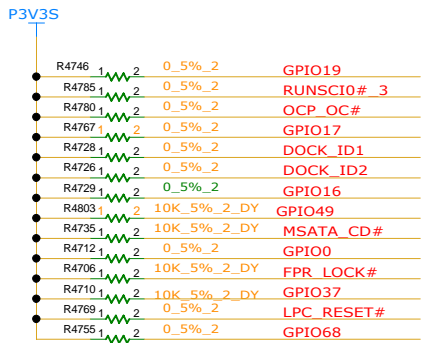 P3V3S
R4746 1 2 0_5%_2 GPIO19
R4785 1 2 0_5%_2 RUNSCI0#_3
R4780 1 2 0_5%_2 OCP_OC#
R4767 1 2 0_5%_2 GPIO17
R4728 1 2 0_5%_2 DOCK_ID1
R4726 1 2 0_5%_2 DOCK_ID2
R4729 1 2 0_5%_2 GPIO16
R4803 1 2 10K_5%_2_DY GPIO49
R4735 1 2 10K_5%_2_DY MSATA_CD#
R4712 1 2 0_5%_2 GPIO0
R4706 1 2 10K_5%_2_DY FPR_LOCK#
R4710 1 2 10K_5%_2_DY GPIO37
R4769 1 2 0_5%_2 LPC_RESET#
R4755 1 2 0_5%_2 GPIO68